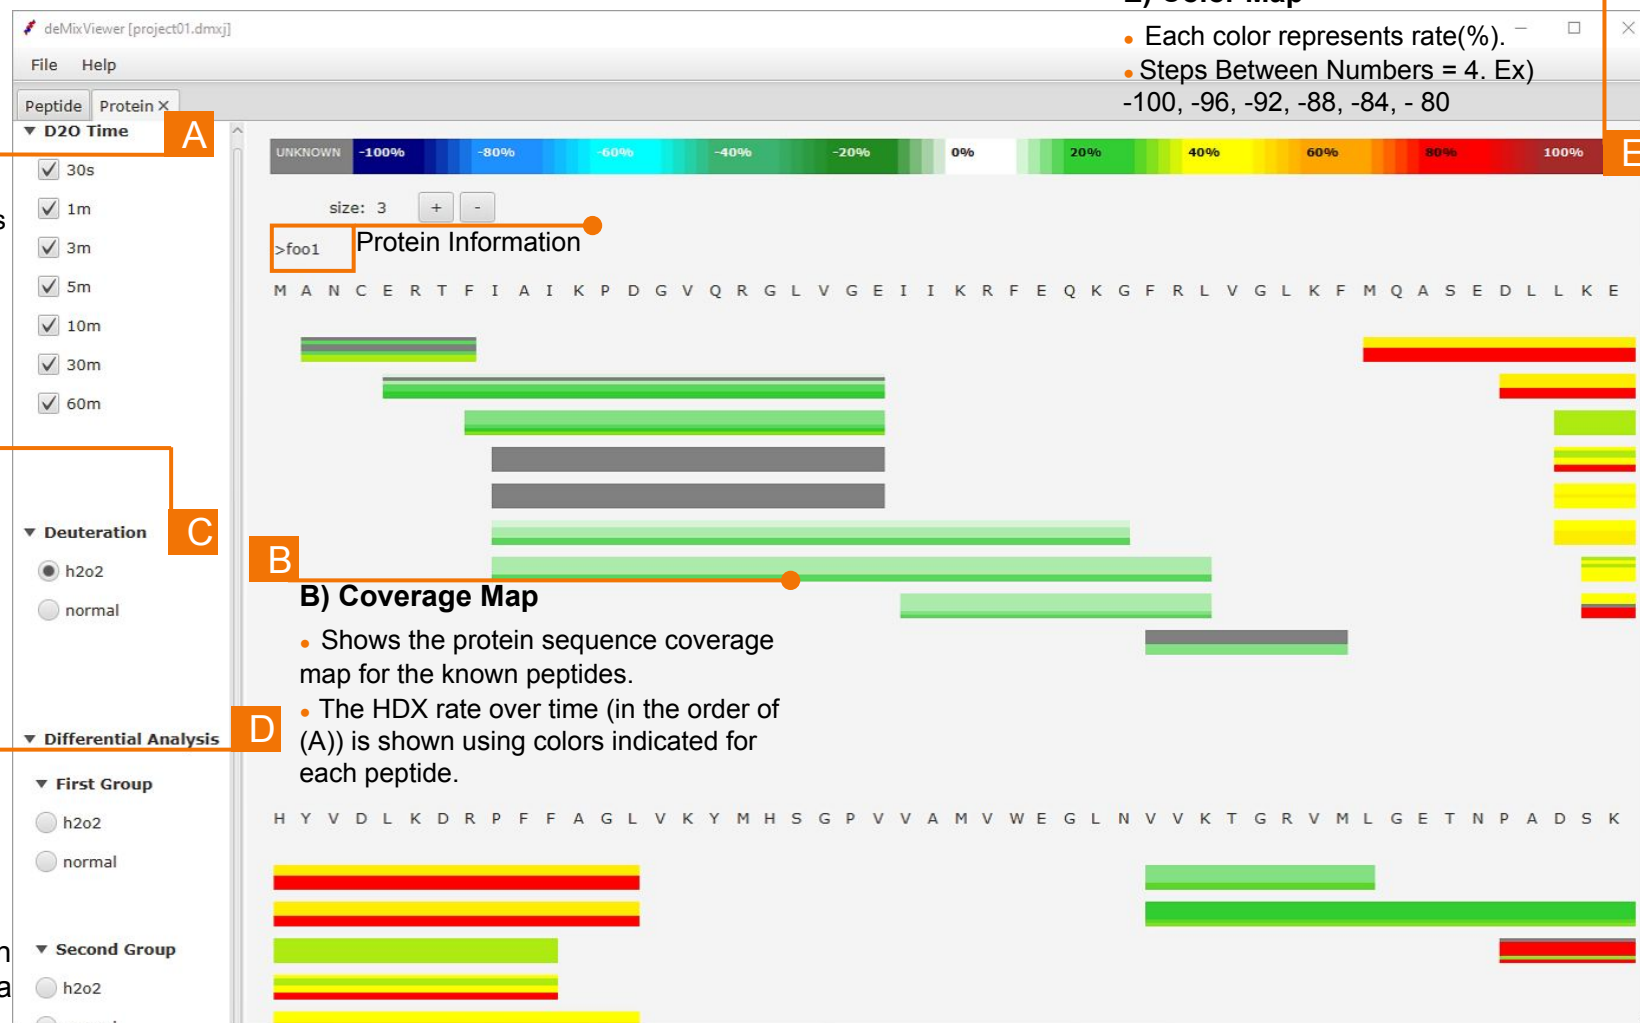 E) Color Map
deMixViewer [project01.dmxj]
• Each color represents rate(%).
File Help
• Steps Between Numbers = 4. Ex)
-100, -96, -92, -88, -84, - 80
Peptide Protein ×
A
▼ D2O Time
UNKNOWN -100% -80% -60% -40% -20% 0% 20% 40% 60% 80% 100%
E
30s
s
1m
size: 3 + -
3m
>foo1 Protein Information
5m
M A N C E R T F I A I K P D G V Q R G L V G E I I K R F E Q K G F R L V G L K F M Q A S E D L L K E
10m
30m
60m
C
▼ Deuteration
h2o2
normal
B
B) Coverage Map
• Shows the protein sequence coverage
map for the known peptides.
• The HDX rate over time (in the order of
(A)) is shown using colors indicated for
each peptide.
D
▼ Differential Analysis
▼ First Group
h2o2
normal
H Y V D L K D R P F F A G L V K Y M H S G P V V A M V W E G L N V V K T G R V M L G E T N P A D S K
n
▼ Second Group
a
h2o2